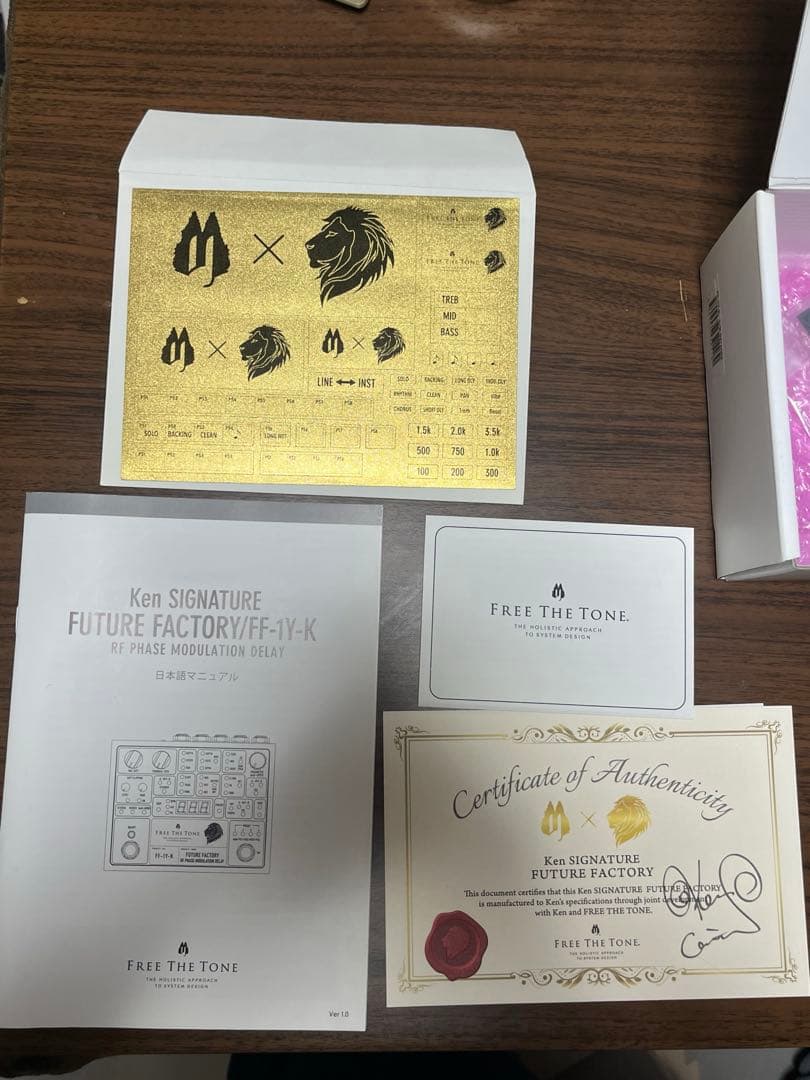 FREE THE TONE
FREE THE TONE
TREB
MID
BASS
LINE ↔ INST
SOLO
BACKING
LONG DLY
RHYTHM
CLEAN
PAN
CHORUS
SHORT DLY
SOLO
BACKING
CLEAN
1.5k
2.0k
3.5k
500
750
1.0k
100
200
300
Ken SIGNATURE
FUTURE FACTORY/FF-1Y-K
RF PHASE MODULATION DELAY
日本語マニュアル
FREE THE TONE
FF-1Y-K
FUTURE FACTORY
RF PHASE MODULATION DELAY
FREE THE TONE
THE HOLISTIC APPROACH
TO SYSTEM DESIGN
Ver 1.0
FREE THE TONE.
THE HOLISTIC APPROACH
TO SYSTEM DESIGN
Certificate of Authenticity
Ken SIGNATURE
FUTURE FACTORY
This document certifies that this Ken SIGNATURE FUTURE FACTORY
is manufactured to Ken's specifications through joint development
with Ken and FREE THE TONE.
FREE THE TONE.
THE HOLISTIC APPROACH
TO SYSTEM DESIGN